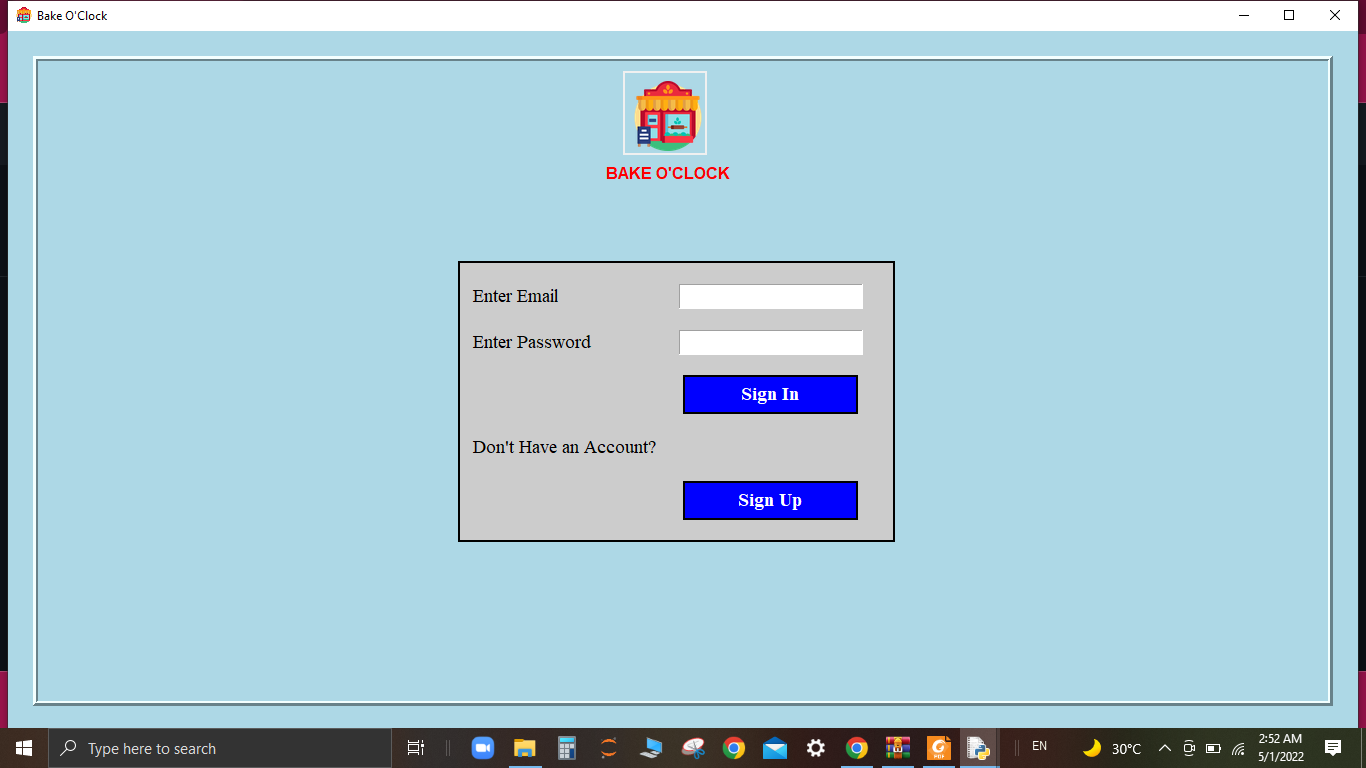 Bake O'Clock
BAKE O'CLOCK
Enter Email
Enter Password
Sign In
Don't Have an Account?
Sign Up
Type here to search
EN
30°C
2:52 AM
5/1/2022